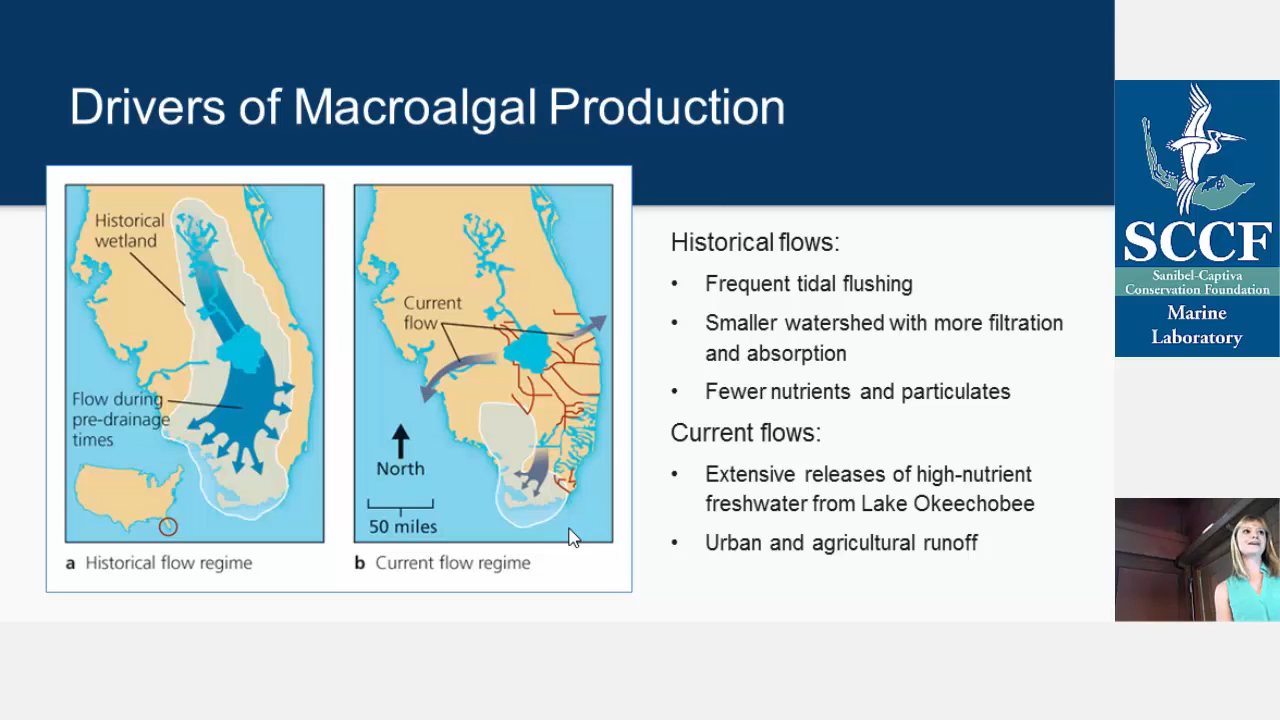 Drivers of Macroalgal Production
Historical
wetland
Flow during
pre-drainage
times
a Historical flow regime
Current
flow
North
50 miles
b Current flow regime
Historical flows:
• Frequent tidal flushing
• Smaller watershed with more filtration
and absorption
• Fewer nutrients and particulates
Current flows:
• Extensive releases of high-nutrient
freshwater from Lake Okeechobee
• Urban and agricultural runoff
SCCF
Sanibel-Captiva
Conservation Foundation
Marine
Laboratory